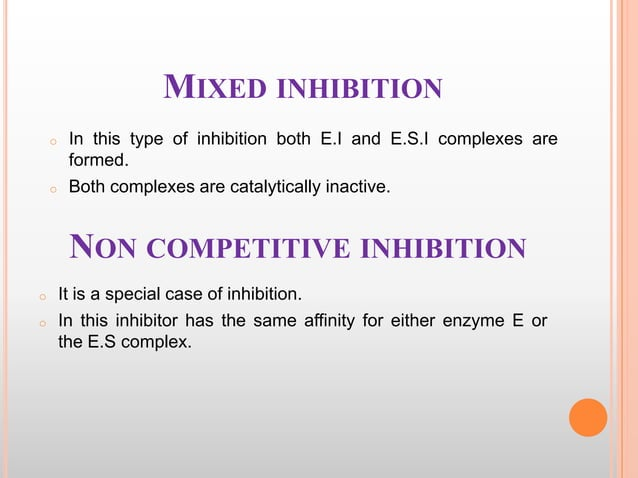 MIXED INHIBITION
o In this type of inhibition both E.I and E.S.I complexes are
formed.
o Both complexes are catalytically inactive.
NON COMPETITIVE INHIBITION
o It is a special case of inhibition.
o In this inhibitor has the same affinity for either enzyme E or
the E.S complex.